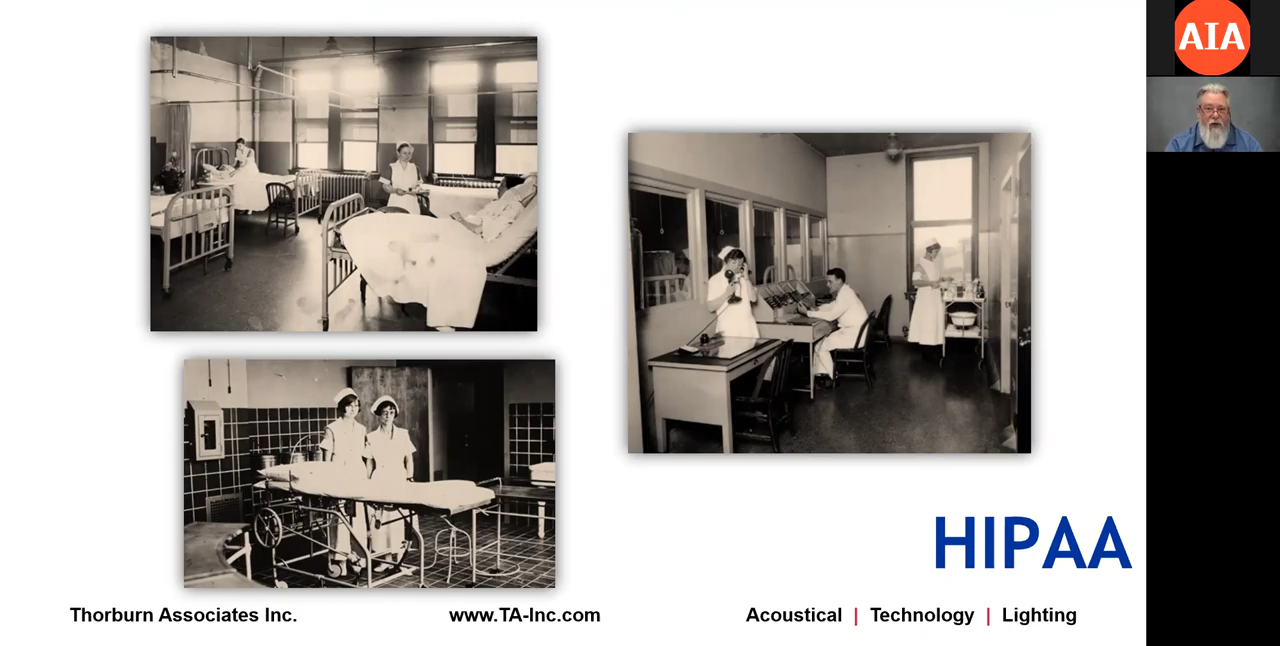 AIA
HIPAA
Thorburn Associates Inc.
www.TA-Inc.com
Acoustical | Technology | Lighting